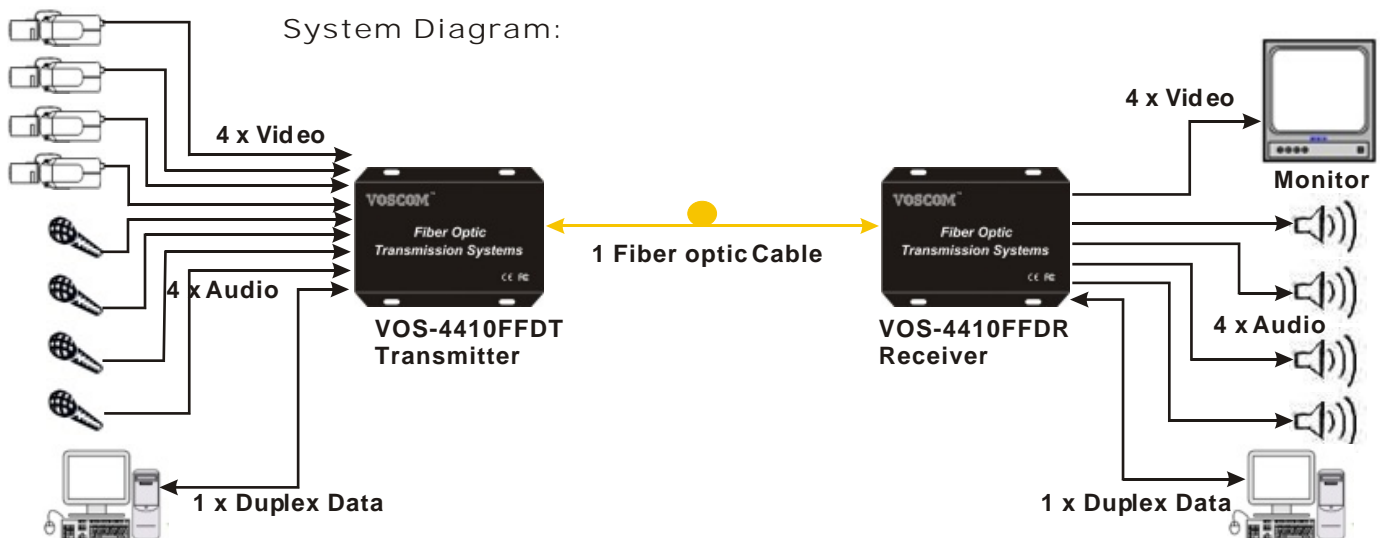 System Diagram:
4 x Video
4 x Audio
1 x Duplex Data
VOSCOM™
Fiber Optic
Transmission Systems
CE FC
VOS-4410FFDT
Transmitter
1 Fiber optic Cable
VOSCOM™
Fiber Optic
Transmission Systems
CE FC
VOS-4410FFDR
Receiver
4 x Video
Monitor
4 x Audio
1 x Duplex Data